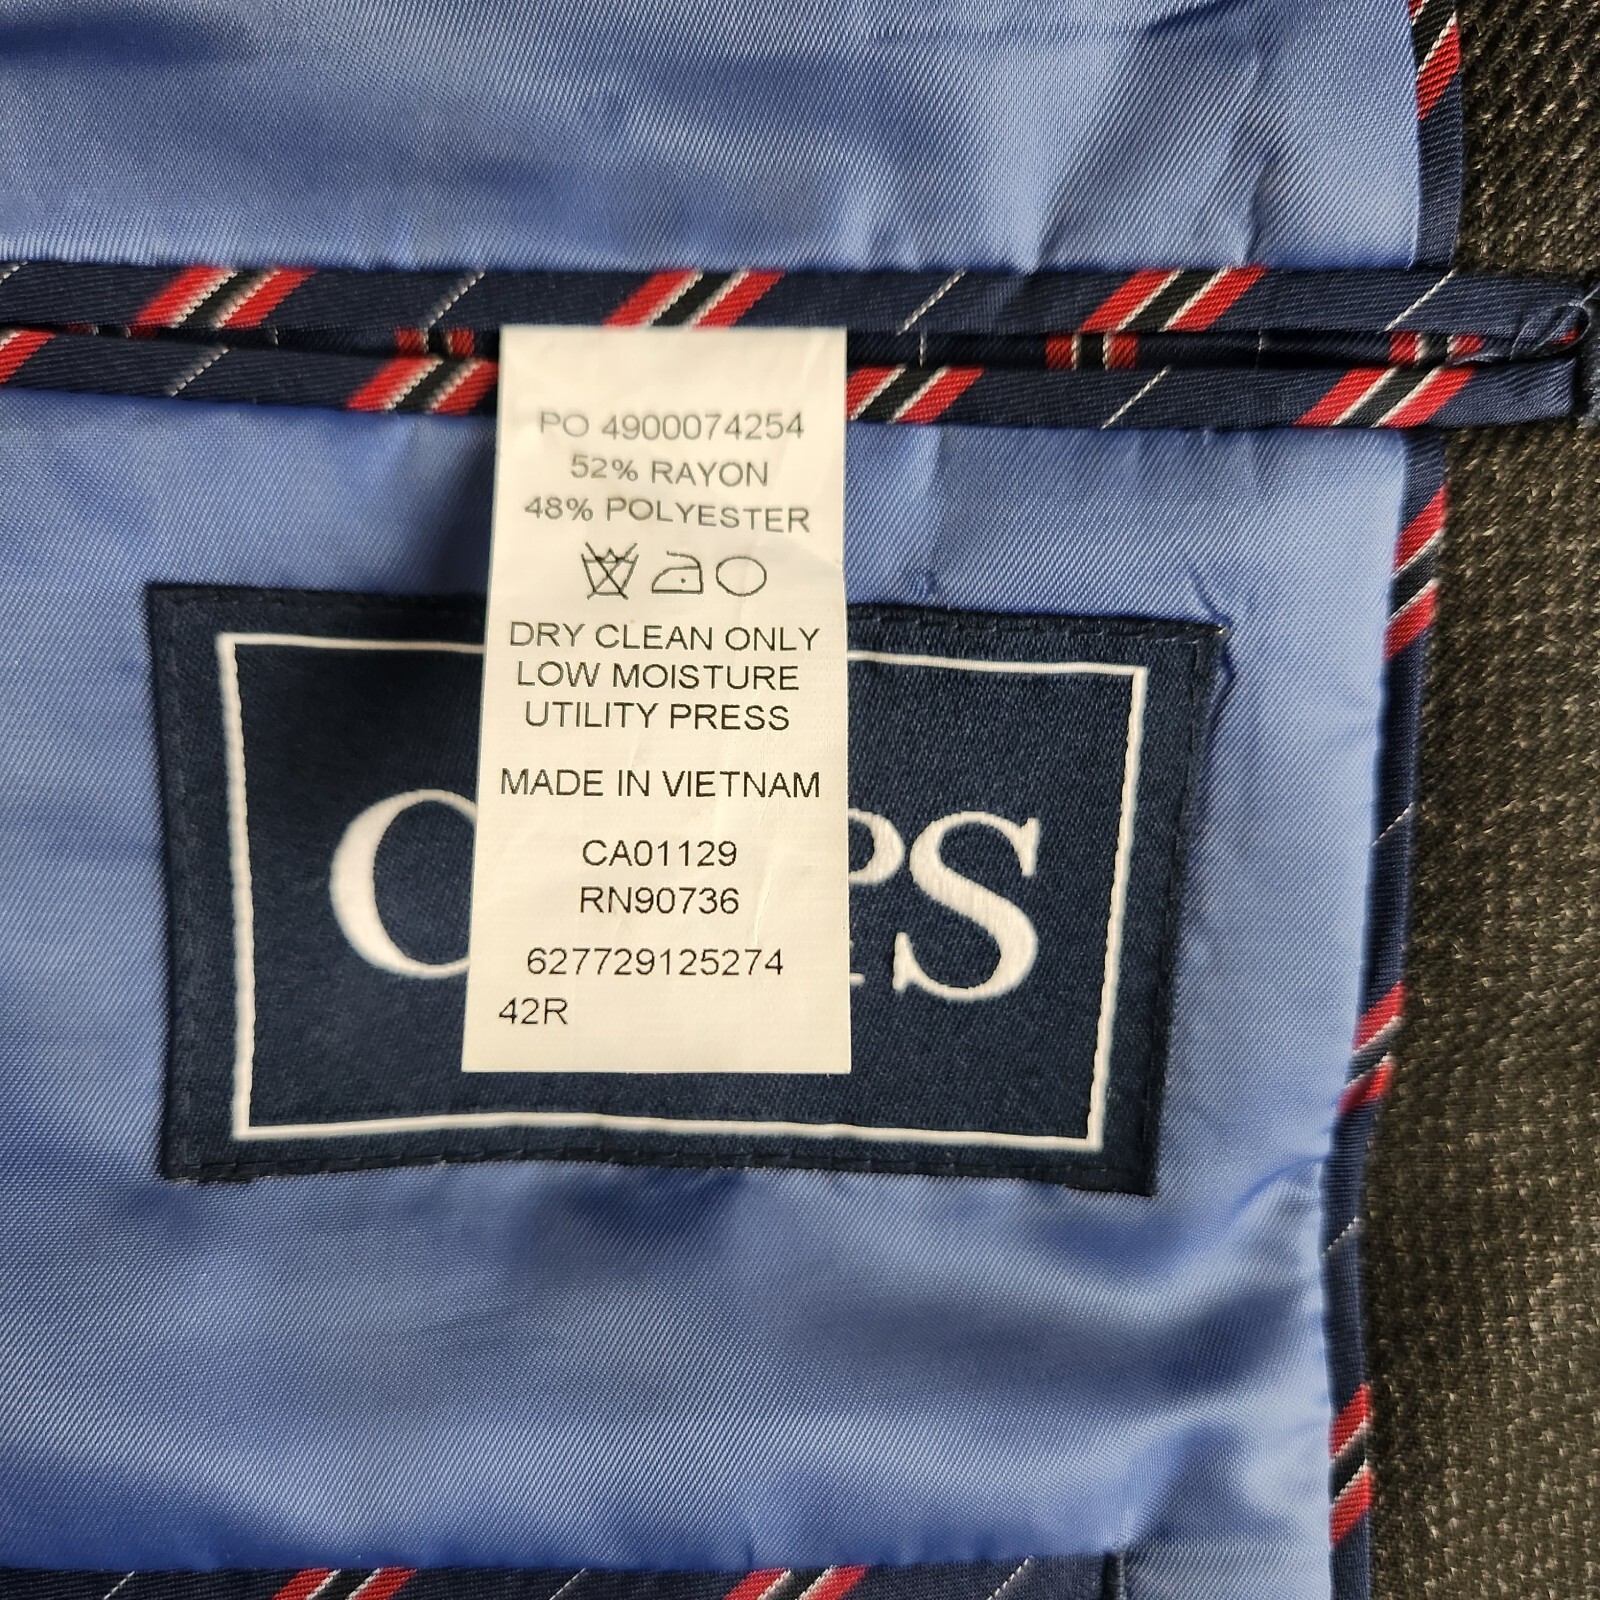 PO 4900074254
52% RAYON
48% POLYESTER
DRY CLEAN ONLY
LOW MOISTURE
UTILITY PRESS
MADE IN VIETNAM
CA01129
RN90736
627729125274
42R